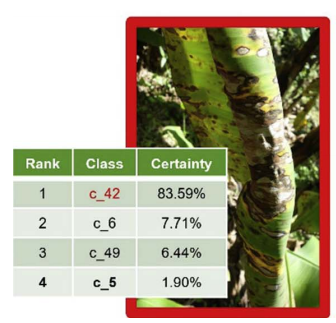 Rank Class Certainty
1 c_42 83.59%
2 c_6 7.71%
3 c_49 6.44%
4 c_5 1.90%